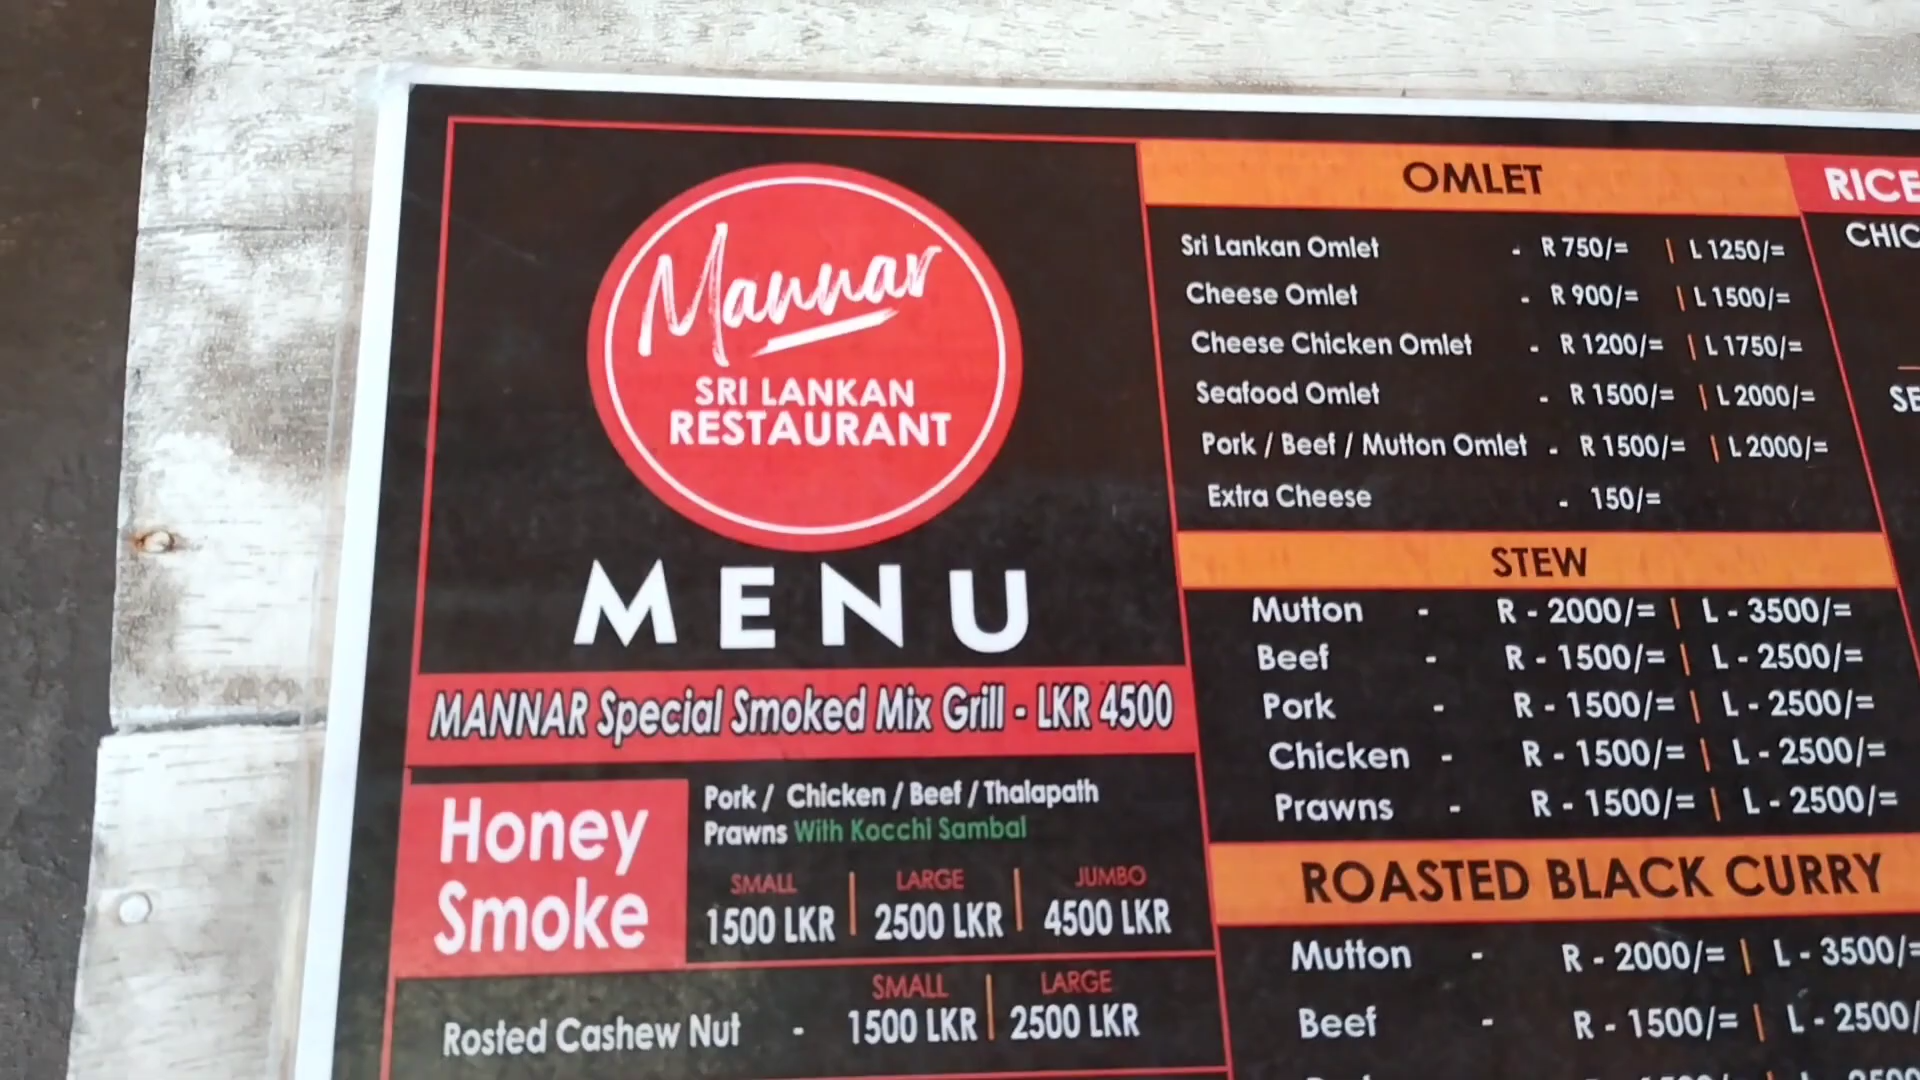 Mannar
SRI LANKAN
RESTAURANT
MENU
MANNAR Special Smoked Mix Grill - LKR 4500
Honey
Smoke
Pork / Chicken / Beef / Thalapath
Prawns With Kocchi Sambal
SMALL | LARGE | JUMBO
1500 LKR | 2500 LKR | 4500 LKR
SMALL | LARGE
Rosted Cashew Nut - 1500 LKR | 2500 LKR
OMLET
Sri Lankan Omlet - R 750/= | L 1250/=
Cheese Omlet - R 900/= | L 1500/=
Cheese Chicken Omlet - R 1200/= | L 1750/=
Seafood Omlet - R 1500/= | L 2000/=
Pork / Beef / Mutton Omlet - R 1500/= | L 2000/=
Extra Cheese - 150/=
STEW
Mutton - R - 2000/= | L - 3500/=
Beef - R - 1500/= | L - 2500/=
Pork - R - 1500/= | L - 2500/=
Chicken - R - 1500/= | L - 2500/=
Prawns - R - 1500/= | L - 2500/=
ROASTED BLACK CURRY
Mutton - R - 2000/= | L - 3500/=
Beef - R - 1500/= | L - 2500/
RICE